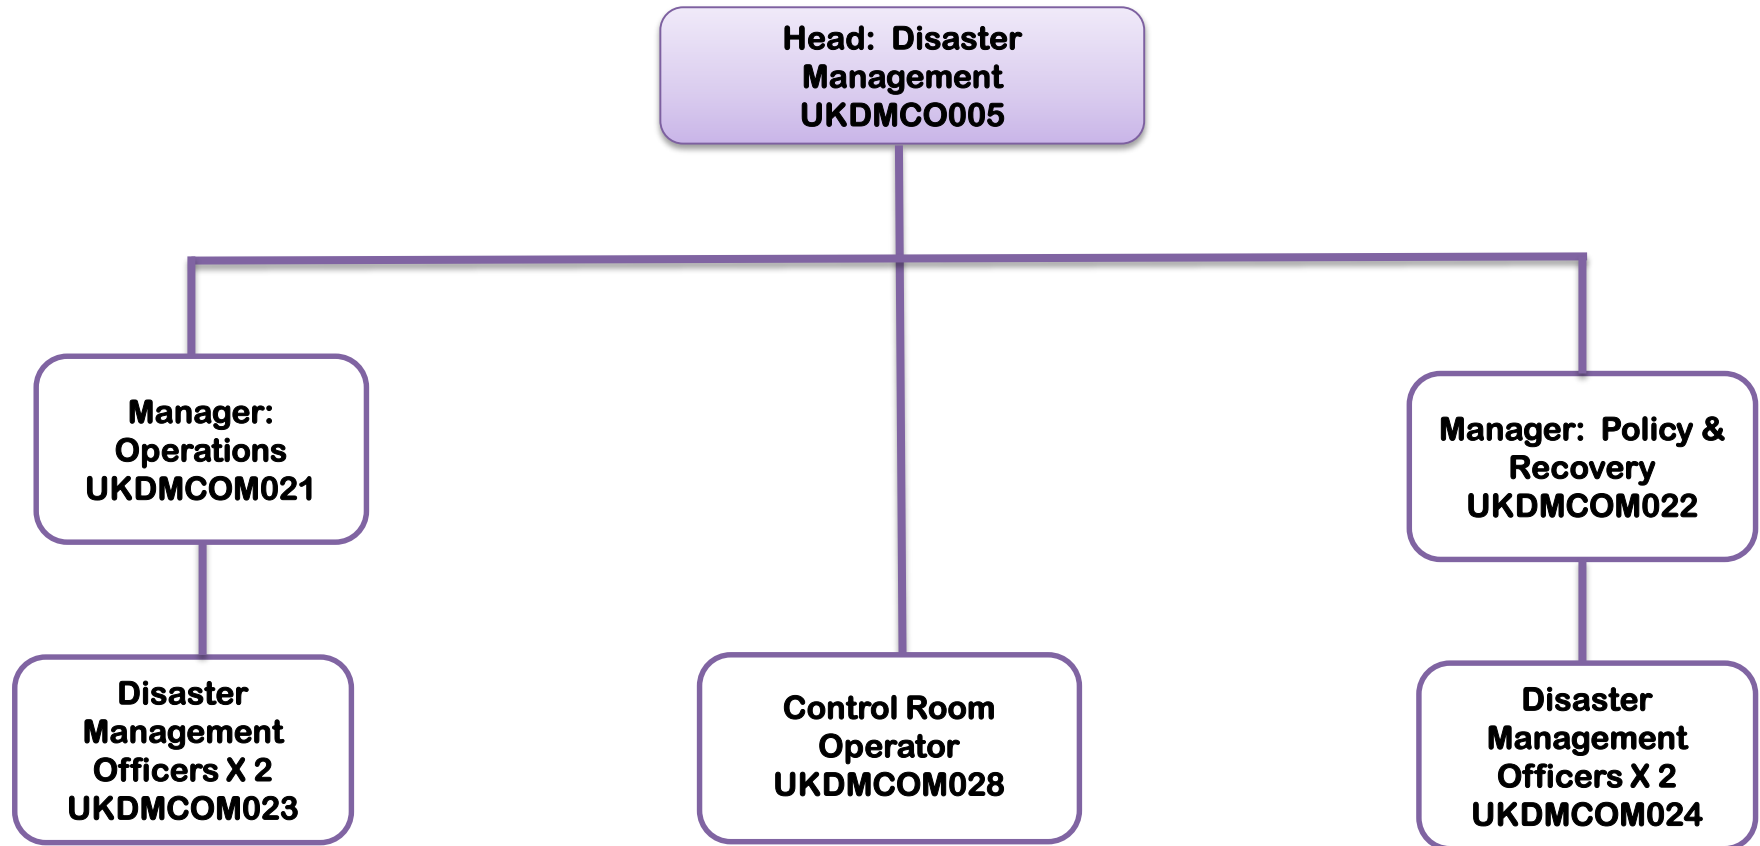 Head:  Disaster
Management
UKDMCO005
Manager:
Operations
UKDMCOM021
Manager:  Policy &
Recovery
UKDMCOM022
Disaster
Management
Officers X 2
UKDMCOM023
Control Room
Operator
UKDMCOM028
Disaster
Management
Officers X 2
UKDMCOM024